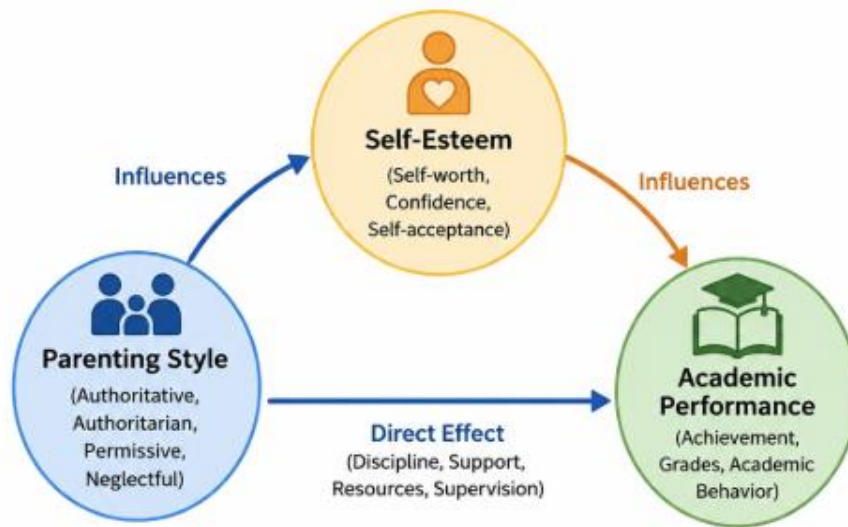 Self-Esteem
(Self-worth,
Confidence,
Self-acceptance)
Influences
Influences
Parenting Style
(Authoritative,
Authoritarian,
Permissive,
Neglectful)
Direct Effect
(Discipline, Support,
Resources, Supervision)
Academic
Performance
(Achievement,
Grades, Academic
Behavior)